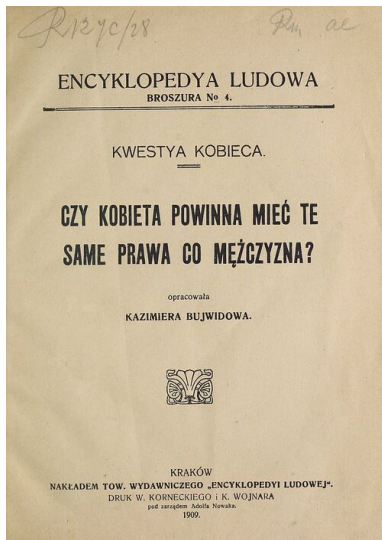 ENCYKLOPEDYA LUDOWA
BROSZURA No 4.
KWESTYA KOBIECA.
CZY KOBIETA POWINNA MIEĆ TE
SAME PRAWA CO MĘŻCZYZNA?
opracowała
KAZIMIERA BUJWIDOWA.
KRAKÓW
NAKŁADEM TOW. WYDAWNICZEGO „ENCYKLOPEDYI LUDOWEJ“.
DRUK W. KORNECKIEGO i K. WOJNARA
pod zarządem Adolfa Nowaka.
1909.